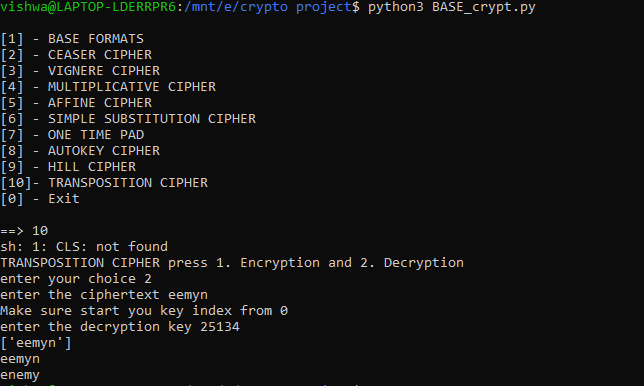 vishwa@LAPTOP-LDERRPR6:/mnt/e/crypto project$ python3 BASE_crypt.py
[1] - BASE FORMATS
[2] - CEASER CIPHER
[3] - VIGNERE CIPHER
[4] - MULTIPLICATIVE CIPHER
[5] - AFFINE CIPHER
[6] - SIMPLE SUBSTITUTION CIPHER
[7] - ONE TIME PAD
[8] - AUTOKEY CIPHER
[9] - HILL CIPHER
[10]- TRANSPOSITION CIPHER
[0] - Exit
==> 10
sh: 1: CLS: not found
TRANSPOSITION CIPHER press 1. Encryption and 2. Decryption
enter your choice 2
enter the ciphertext eemyn
Make sure start you key index from 0
enter the decryption key 25134
['eemyn']
eemyn
enemy